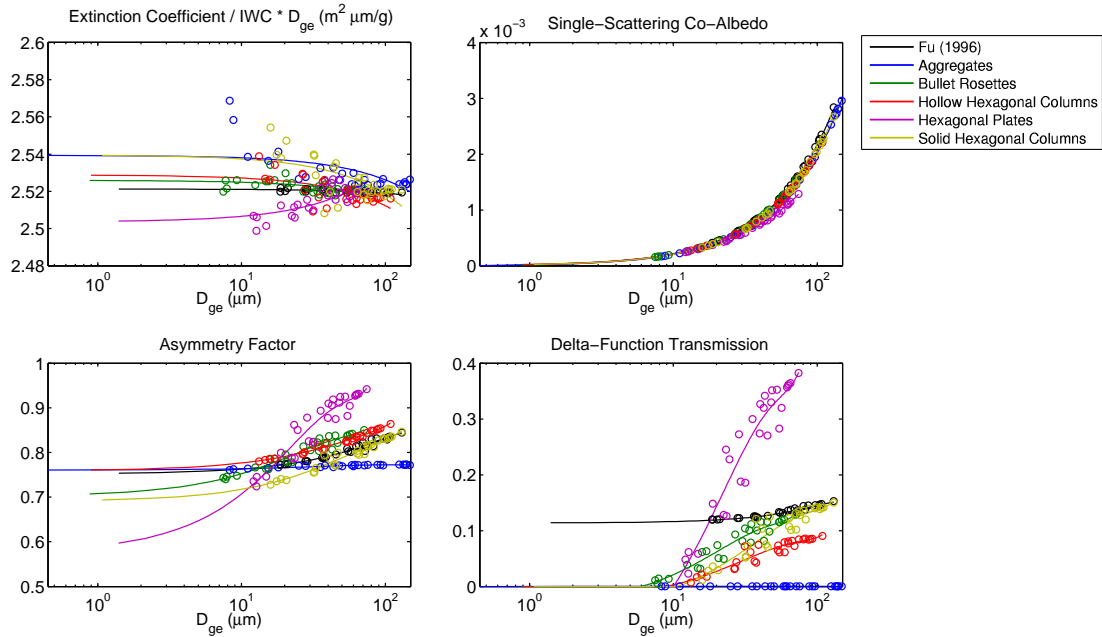 Extinction Coefficient / IWC * D_ge (m² μm/g)
2.6
2.58
2.56
2.54
2.52
2.5
2.48
10⁰ 10¹ 10²
D_ge (μm)
Single−Scattering Co−Albedo
x 10⁻³
4
3
2
1
0
10⁰ 10¹ 10²
D_ge (μm)
Fu (1996)
Aggregates
Bullet Rosettes
Hollow Hexagonal Columns
Hexagonal Plates
Solid Hexagonal Columns
Asymmetry Factor
1
0.9
0.8
0.7
0.6
0.5
10⁰ 10¹ 10²
D_ge (μm)
Delta−Function Transmission
0.4
0.3
0.2
0.1
0
10⁰ 10¹ 10²
D_ge (μm)